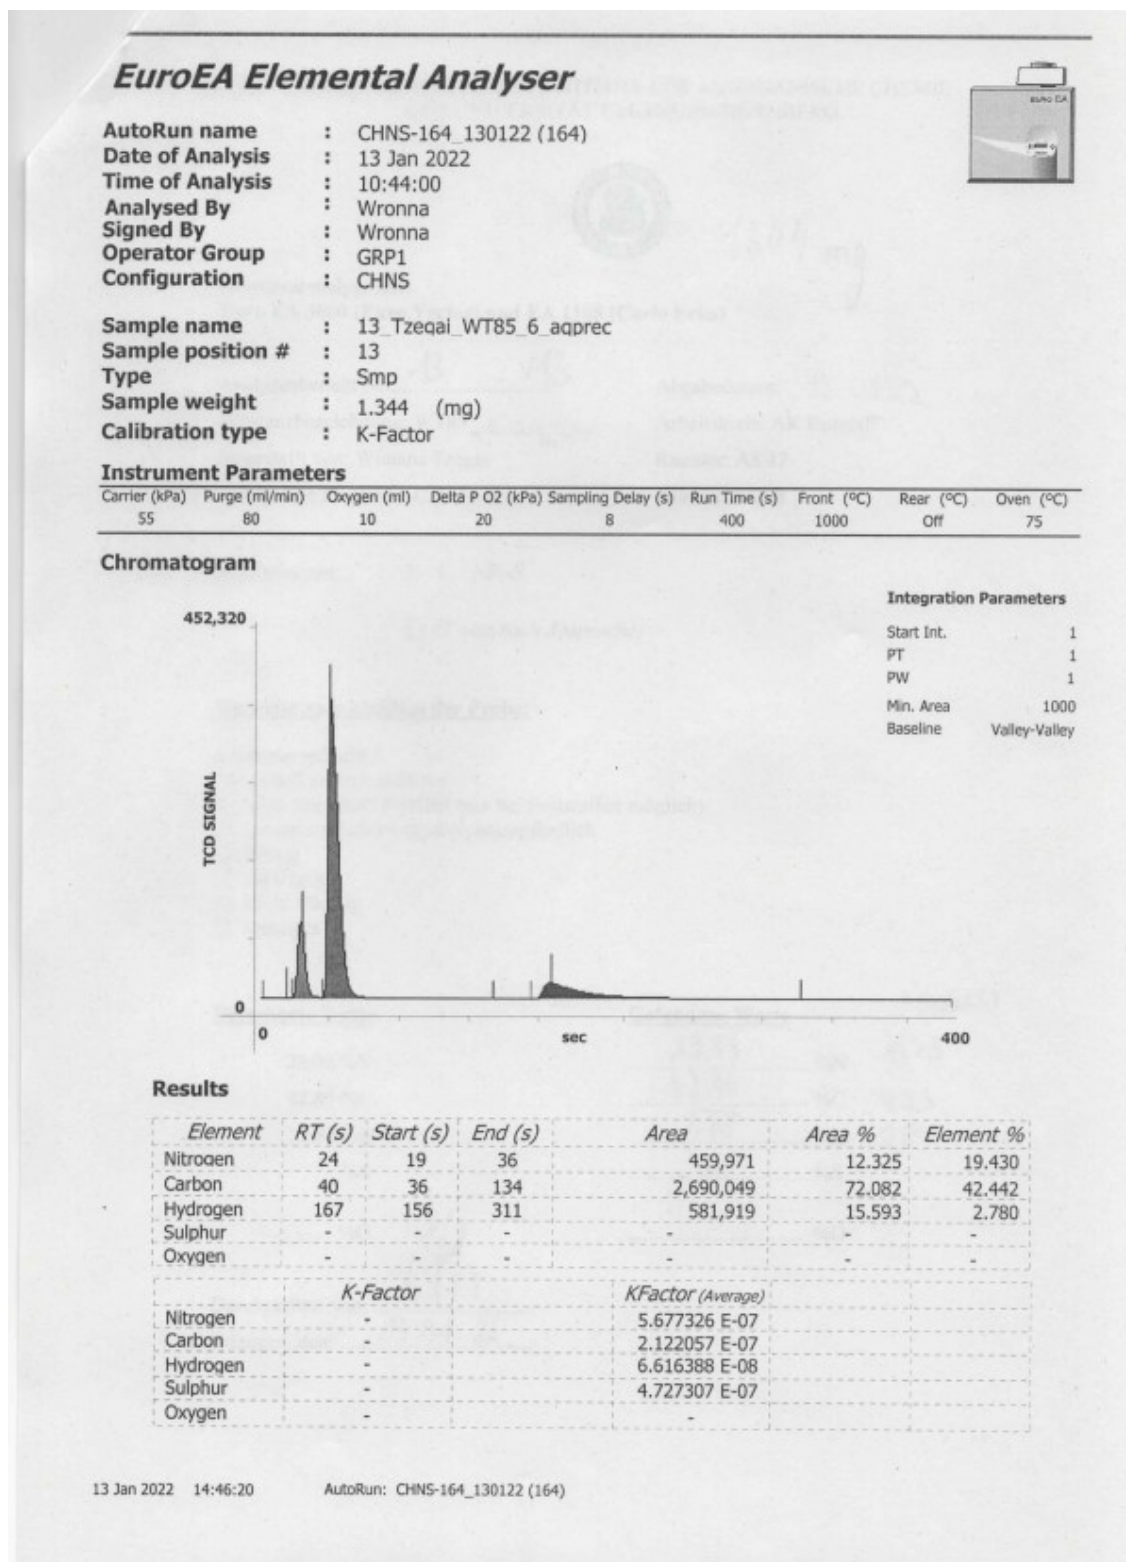 EuroEA Elemental Analyser
EURO EA
AutoRun name : CHNS-164_130122 (164)
Date of Analysis : 13 Jan 2022
Time of Analysis : 10:44:00
Analysed By : Wronna
Signed By : Wronna
Operator Group : GRP1
Configuration : CHNS
Sample name : 13_Tzegai_WT85_6_aqprec
Sample position # : 13
Type : Smp
Sample weight : 1.344 (mg)
Calibration type : K-Factor
Instrument Parameters
Carrier (kPa) Purge (ml/min) Oxygen (ml) Delta P O2 (kPa) Sampling Delay (s) Run Time (s) Front (ºC) Rear (ºC) Oven (ºC)
55 80 10 20 8 400 1000 Off 75
Chromatogram
Integration Parameters
Start Int. 1
PT 1
PW 1
Min. Area 1000
Baseline Valley-Valley
452,320
TCD SIGNAL
0
0 sec 400
Results
Element RT (s) Start (s) End (s) Area Area % Element %
Nitrogen 24 19 36 459,971 12.325 19.430
Carbon 40 36 134 2,690,049 72.082 42.442
Hydrogen 167 156 311 581,919 15.593 2.780
Sulphur - - - - - -
Oxygen - - - - - -
K-Factor KFactor (Average)
Nitrogen - 5.677326 E-07
Carbon - 2.122057 E-07
Hydrogen - 6.616388 E-08
Sulphur - 4.727307 E-07
Oxygen - -
13 Jan 2022 14:46:20 AutoRun: CHNS-164_130122 (164)